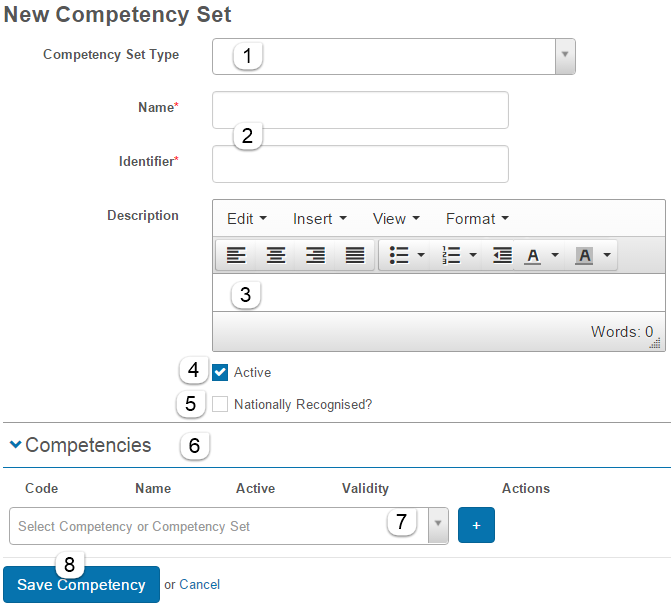 New Competency Set
Competency Set Type 1
Name*
2
Identifier*
Description Edit Insert View Format
A A
3
Words: 0
4 Active
5 Nationally Recognised?
Competencies 6
Code Name Active Validity Actions
Select Competency or Competency Set 7 +
8
Save Competency or Cancel